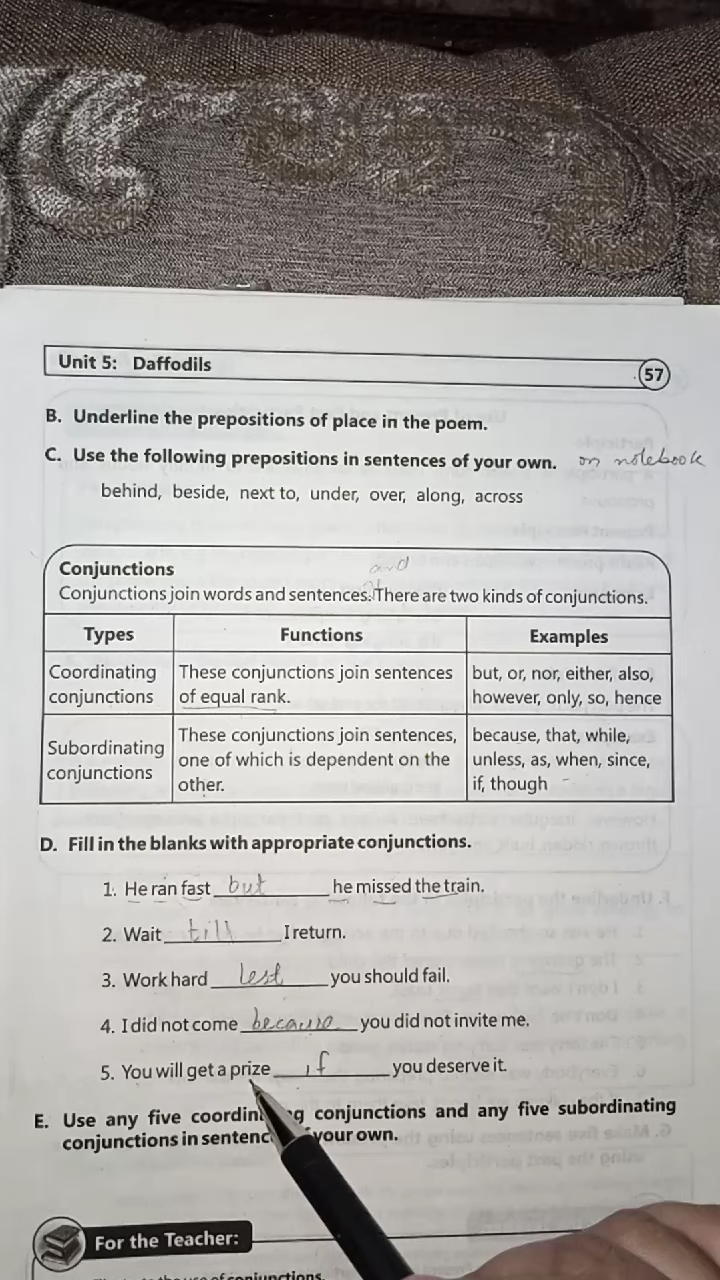 Unit 5: Daffodils
57
B. Underline the prepositions of place in the poem.
C. Use the following prepositions in sentences of your own. on notebook
behind, beside, next to, under, over, along, across
Conjunctions
and
Conjunctions join words and sentences. There are two kinds of conjunctions.
Types Functions Examples
Coordinating conjunctions
These conjunctions join sentences of equal rank.
but, or, nor, either, also, however, only, so, hence
Subordinating conjunctions
These conjunctions join sentences, one of which is dependent on the other.
because, that, while, unless, as, when, since, if, though
D. Fill in the blanks with appropriate conjunctions.
1. He ran fast but he missed the train.
2. Wait till I return.
3. Work hard lest you should fail.
4. I did not come because you did not invite me.
5. You will get a prize if you deserve it.
E. Use any five conjunctions and any five subordinating
conjunctions in your own.
For the Teacher: